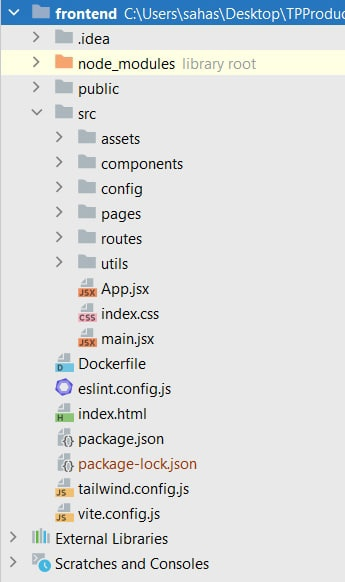 frontend C:\Users\sahas\Desktop\TPProduc
.idea
node_modules library root
public
src
assets
components
config
pages
routes
utils
JSX App.jsx
CSS index.css
JSX main.jsx
D Dockerfile
eslint.config.js
H index.html
{} package.json
{} package-lock.json
JS tailwind.config.js
JS vite.config.js
External Libraries
Scratches and Consoles